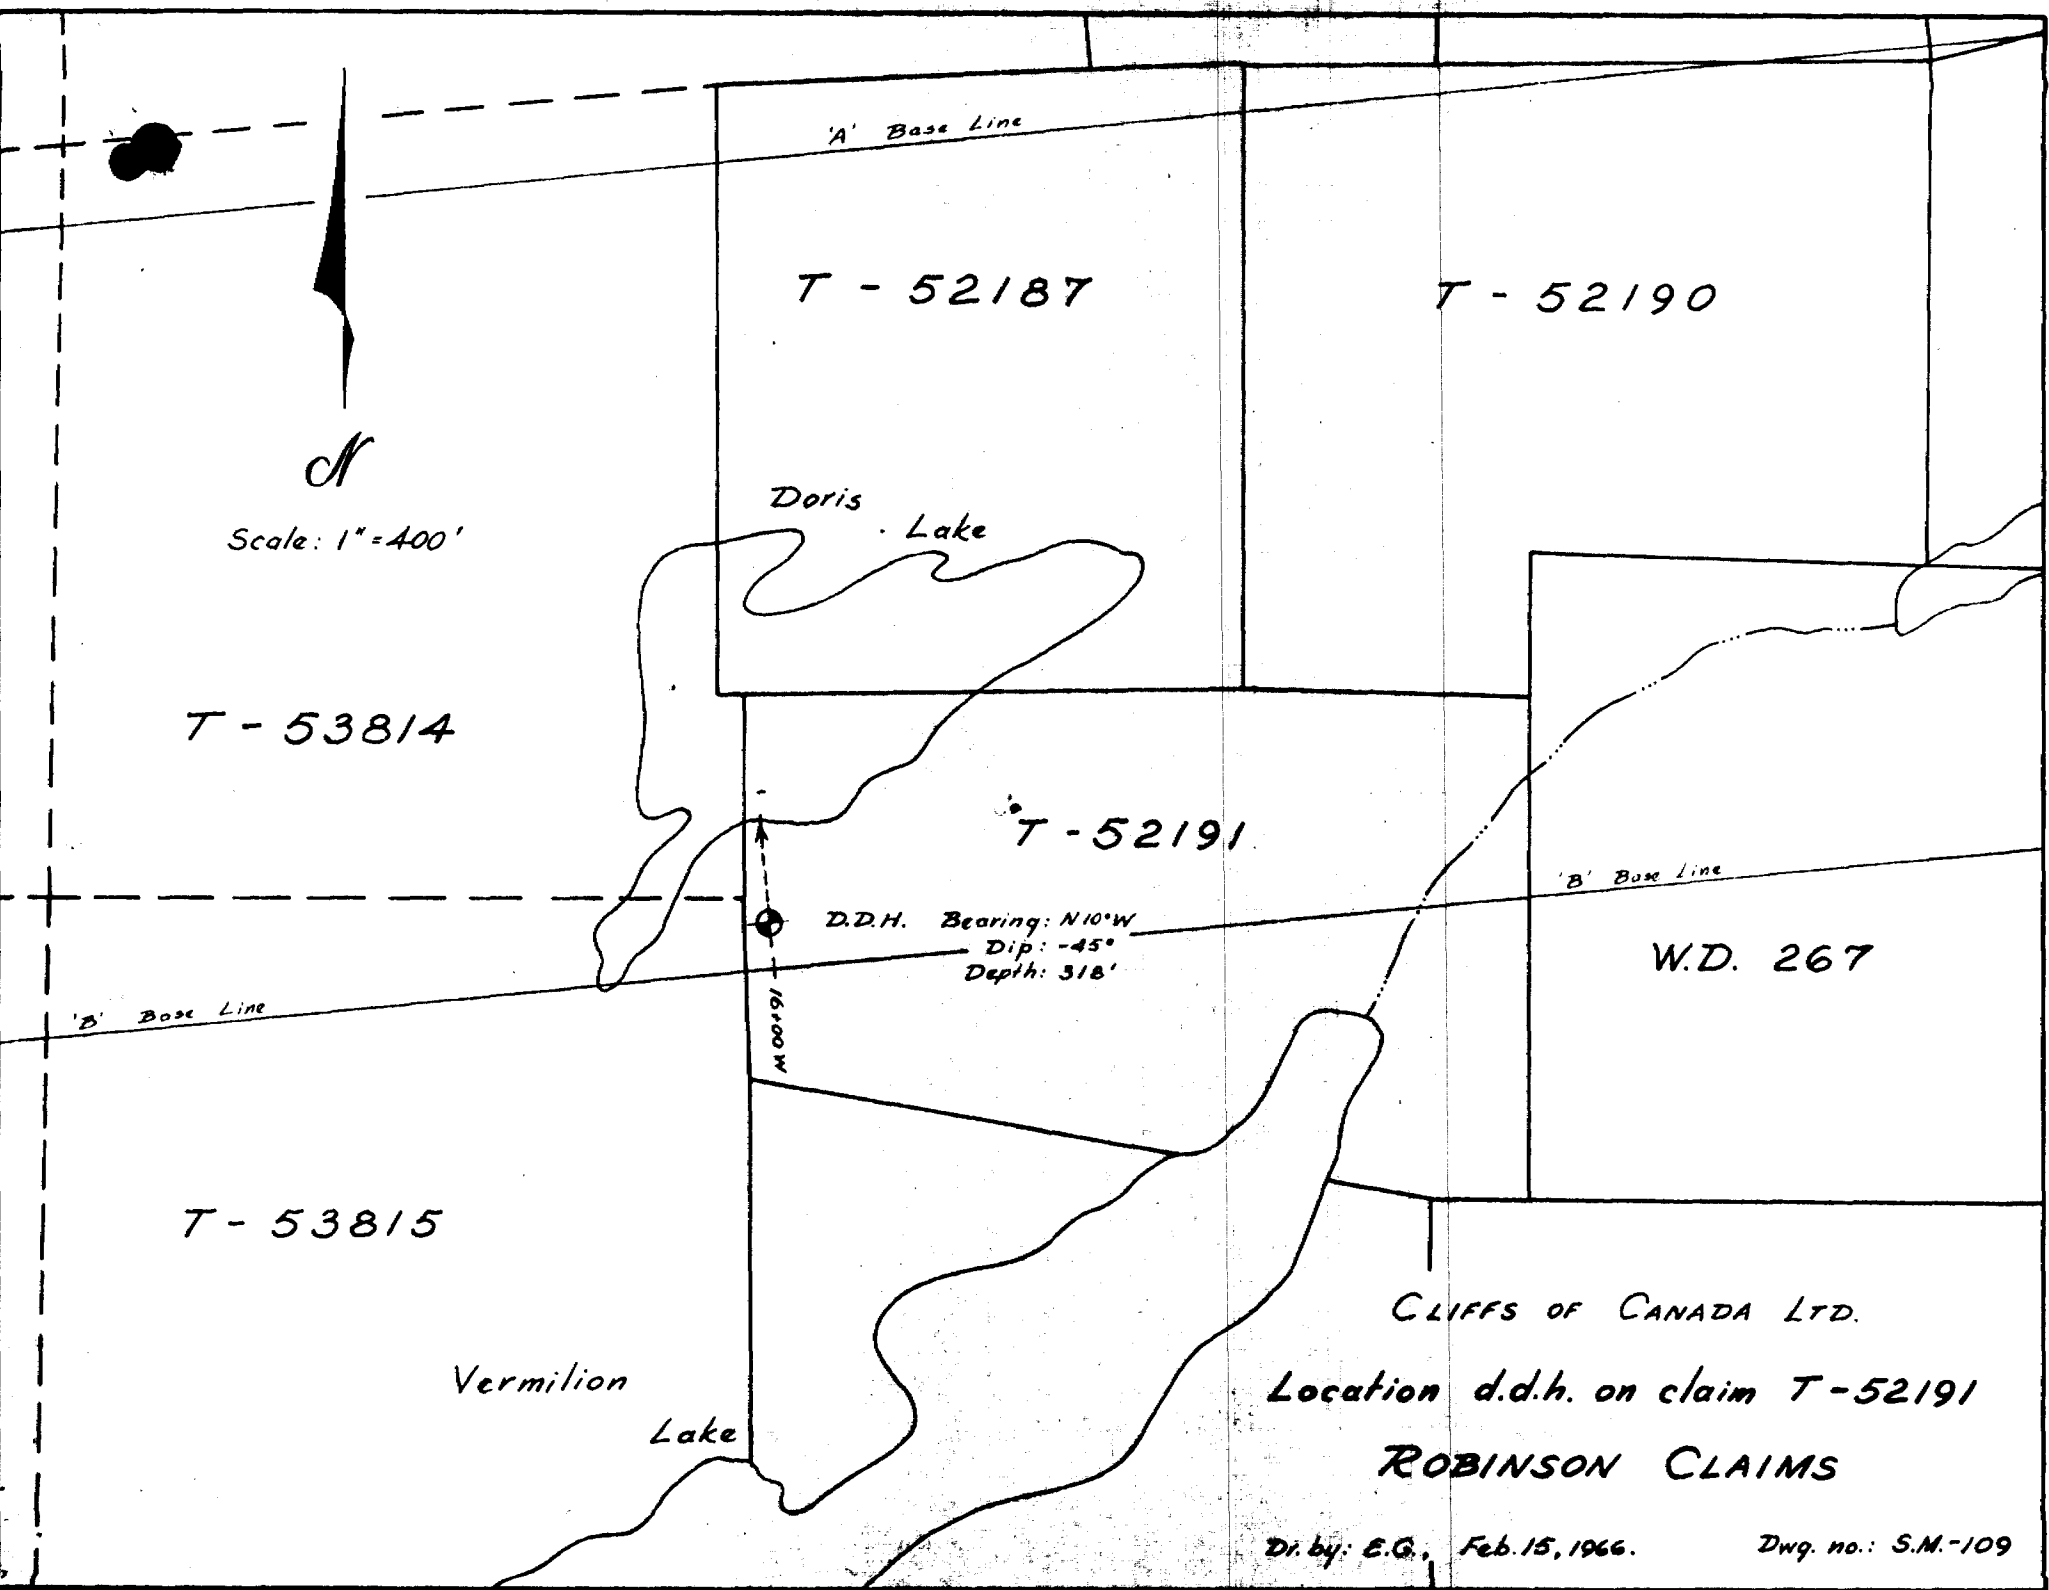 'A' Base Line
T - 52187
T - 52190
N
Scale: 1" = 400'
Doris
Lake
T - 53814
T - 52191
'B' Base Line
D.D.H. Bearing: N10°W
Dip: -45°
Depth: 318'
W.D. 267
16+00W
'B' Base Line
T - 53815
Vermilion
Lake
CLIFFS OF CANADA LTD.
Location d.d.h. on claim T-52191
ROBINSON CLAIMS
Dr. by: E.G., Feb. 15, 1966. Dwg. no.: S.M.-109